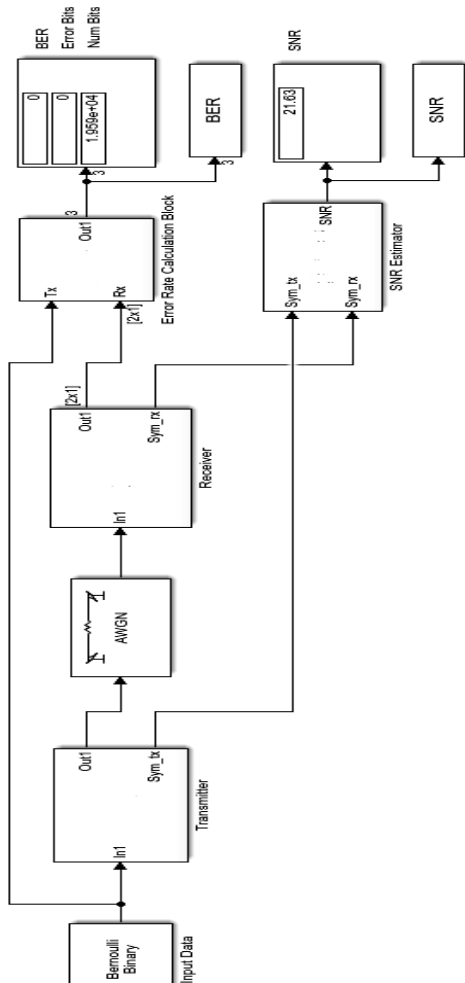 Bernoulli
Binary
Input Data
In1
Out1
Sym_tx
Transmitter
AWGN
In1
Out1
[2x1]
Sym_rx
Receiver
Tx
Rx
[2x1]
Out1
3
Error Rate Calculation Block
3
0
0
1.959e+04
BER
Error Bits
Num Bits
3
BER
Sym_tx
Sym_rx
SNR
SNR Estimator
21.63
SNR
SNR